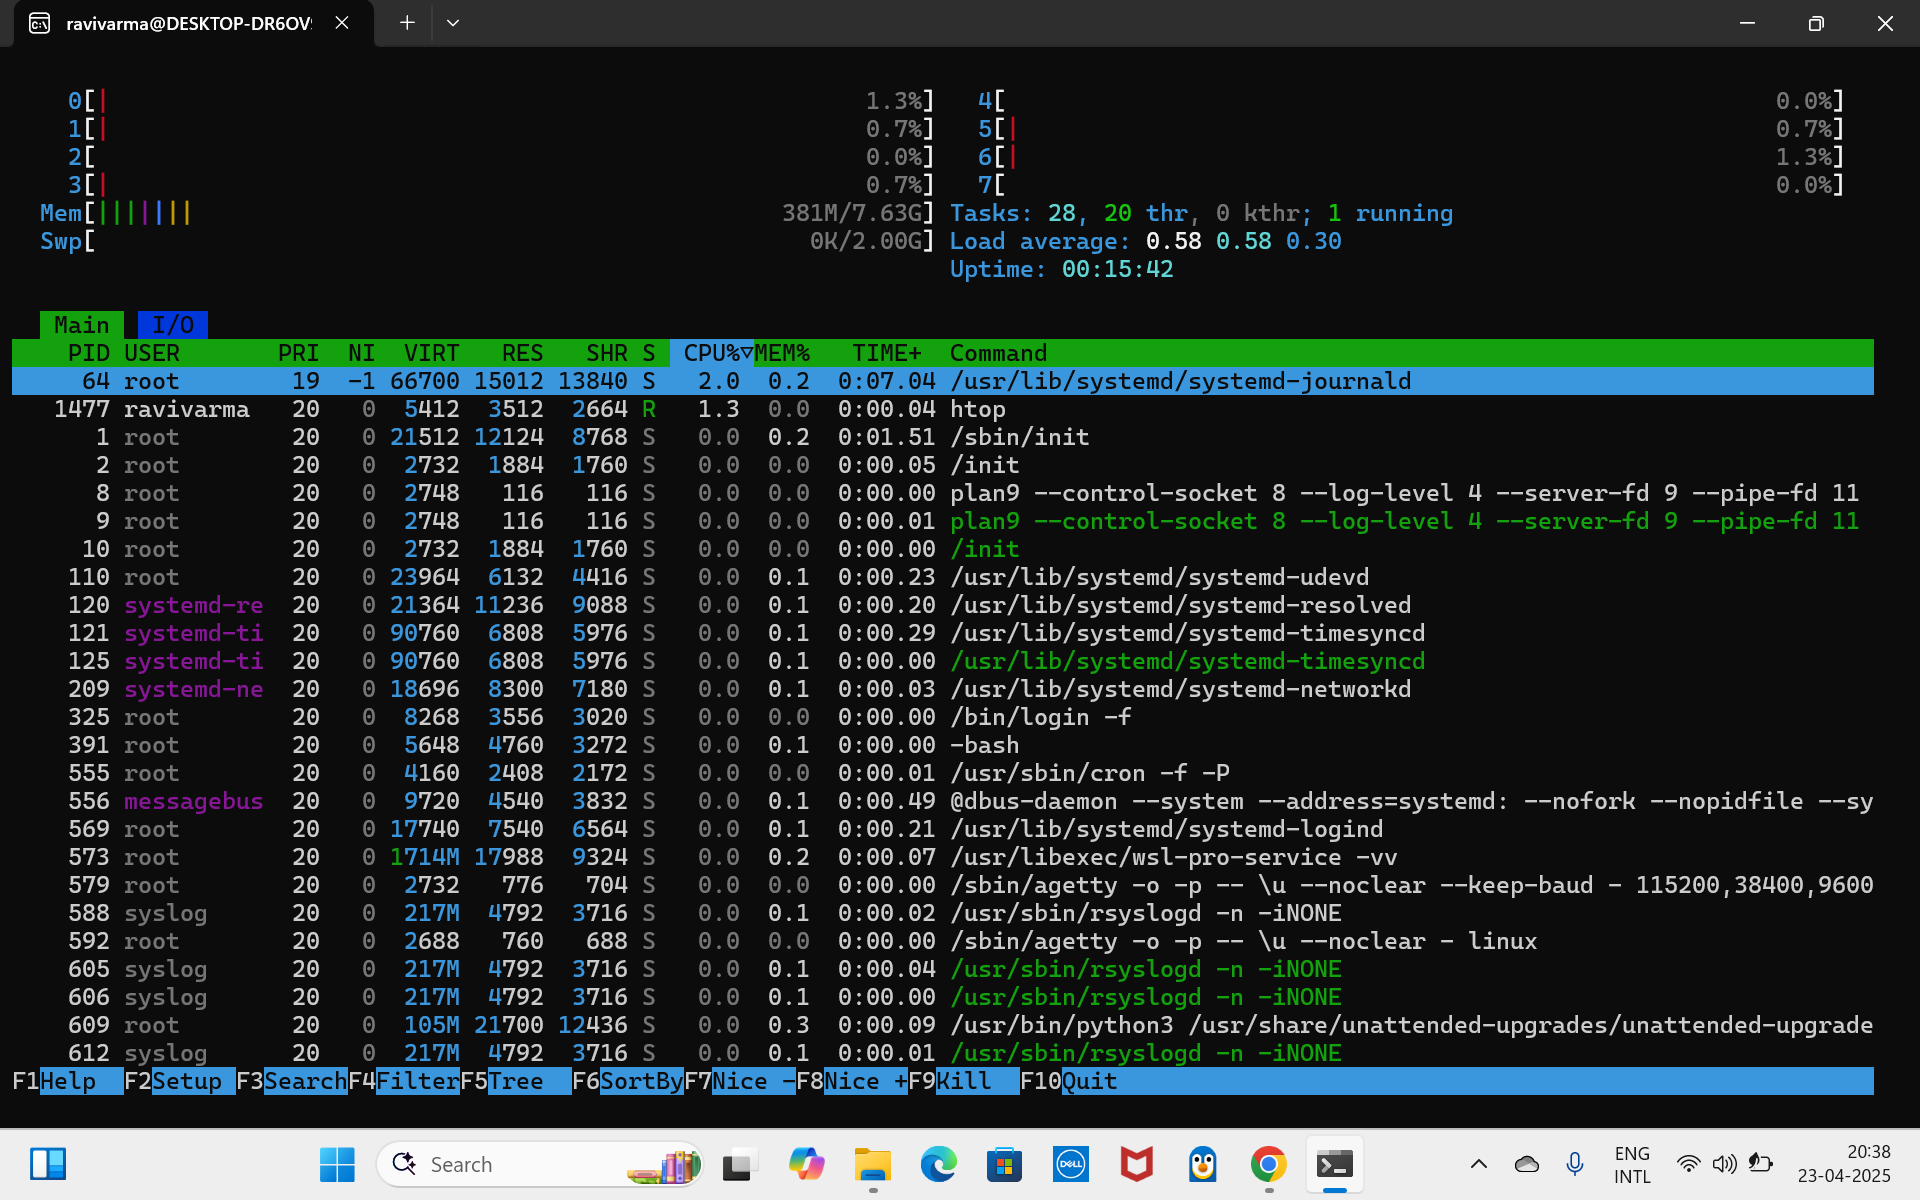 ravivarma@DESKTOP-DR6OV
0[| 1.3%] 4[ 0.0%]
1[| 0.7%] 5[| 0.7%]
2[ 0.0%] 6[| 1.3%]
3[| 0.7%] 7[ 0.0%]
Mem[||||||| 381M/7.63G] Tasks: 28, 20 thr, 0 kthr; 1 running
Swp[ 0K/2.00G] Load average: 0.58 0.58 0.30
Uptime: 00:15:42
Main I/O
PID USER PRI NI VIRT RES SHR S CPU%▽MEM% TIME+ Command
64 root 19 -1 66700 15012 13840 S 2.0 0.2 0:07.04 /usr/lib/systemd/systemd-journald
1477 ravivarma 20 0 5412 3512 2664 R 1.3 0.0 0:00.04 htop
1 root 20 0 21512 12124 8768 S 0.0 0.2 0:01.51 /sbin/init
2 root 20 0 2732 1884 1760 S 0.0 0.0 0:00.05 /init
8 root 20 0 2748 116 116 S 0.0 0.0 0:00.00 plan9 --control-socket 8 --log-level 4 --server-fd 9 --pipe-fd 11
9 root 20 0 2748 116 116 S 0.0 0.0 0:00.01 plan9 --control-socket 8 --log-level 4 --server-fd 9 --pipe-fd 11
10 root 20 0 2732 1884 1760 S 0.0 0.0 0:00.00 /init
110 root 20 0 23964 6132 4416 S 0.0 0.1 0:00.23 /usr/lib/systemd/systemd-udevd
120 systemd-re 20 0 21364 11236 9088 S 0.0 0.1 0:00.20 /usr/lib/systemd/systemd-resolved
121 systemd-ti 20 0 90760 6808 5976 S 0.0 0.1 0:00.29 /usr/lib/systemd/systemd-timesyncd
125 systemd-ti 20 0 90760 6808 5976 S 0.0 0.1 0:00.00 /usr/lib/systemd/systemd-timesyncd
209 systemd-ne 20 0 18696 8300 7180 S 0.0 0.1 0:00.03 /usr/lib/systemd/systemd-networkd
325 root 20 0 8268 3556 3020 S 0.0 0.0 0:00.00 /bin/login -f
391 root 20 0 5648 4760 3272 S 0.0 0.1 0:00.00 -bash
555 root 20 0 4160 2408 2172 S 0.0 0.0 0:00.01 /usr/sbin/cron -f -P
556 messagebus 20 0 9720 4540 3832 S 0.0 0.1 0:00.49 @dbus-daemon --system --address=systemd: --nofork --nopidfile --sy
569 root 20 0 17740 7540 6564 S 0.0 0.1 0:00.21 /usr/lib/systemd/systemd-logind
573 root 20 0 1714M 17988 9324 S 0.0 0.2 0:00.07 /usr/libexec/wsl-pro-service -vv
579 root 20 0 2732 776 704 S 0.0 0.0 0:00.00 /sbin/agetty -o -p -- \u --noclear --keep-baud - 115200,38400,9600
588 syslog 20 0 217M 4792 3716 S 0.0 0.1 0:00.02 /usr/sbin/rsyslogd -n -iNONE
592 root 20 0 2688 760 688 S 0.0 0.0 0:00.00 /sbin/agetty -o -p -- \u --noclear - linux
605 syslog 20 0 217M 4792 3716 S 0.0 0.1 0:00.04 /usr/sbin/rsyslogd -n -iNONE
606 syslog 20 0 217M 4792 3716 S 0.0 0.1 0:00.00 /usr/sbin/rsyslogd -n -iNONE
609 root 20 0 105M 21700 12436 S 0.0 0.3 0:00.09 /usr/bin/python3 /usr/share/unattended-upgrades/unattended-upgrade
612 syslog 20 0 217M 4792 3716 S 0.0 0.1 0:00.01 /usr/sbin/rsyslogd -n -iNONE
F1Help F2Setup F3SearchF4FilterF5Tree F6SortByF7Nice -F8Nice +F9Kill F10Quit
Search
DELL
ENG
INTL
20:38
23-04-2025